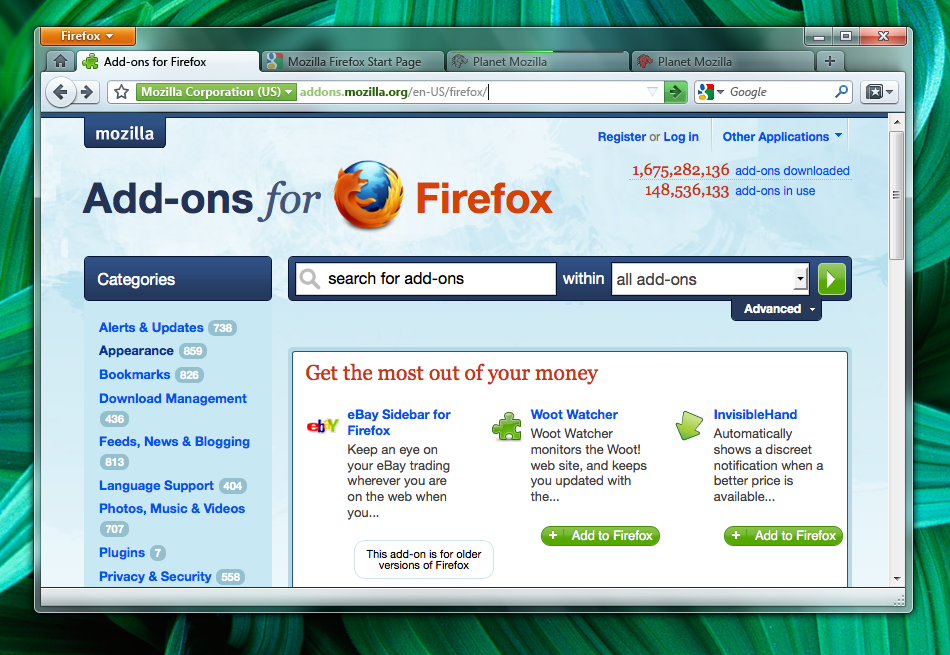 Firefox
Add-ons for Firefox
Mozilla Firefox Start Page
Planet Mozilla
Planet Mozilla
Mozilla Corporation (US) addons.mozilla.org/en-US/firefox/
Google
mozilla
Register or Log in
Other Applications
Add-ons for Firefox
1,675,282,136 add-ons downloaded
148,536,133 add-ons in use
Categories
search for add-ons within all add-ons
Advanced
Alerts & Updates 738
Appearance 859
Bookmarks 826
Download Management
436
Feeds, News & Blogging
813
Language Support 404
Photos, Music & Videos
707
Plugins 7
Privacy & Security 558
Get the most out of your money
ebY
eBay Sidebar for
Firefox
Keep an eye on
your eBay trading
wherever you are
on the web when
you...
This add-on is for older
versions of Firefox
Woot Watcher
Woot Watcher
monitors the Woot!
web site, and keeps
you updated with
the...
+ Add to Firefox
InvisibleHand
Automatically
shows a discreet
notification when a
better price is
available...
+ Add to Firefox